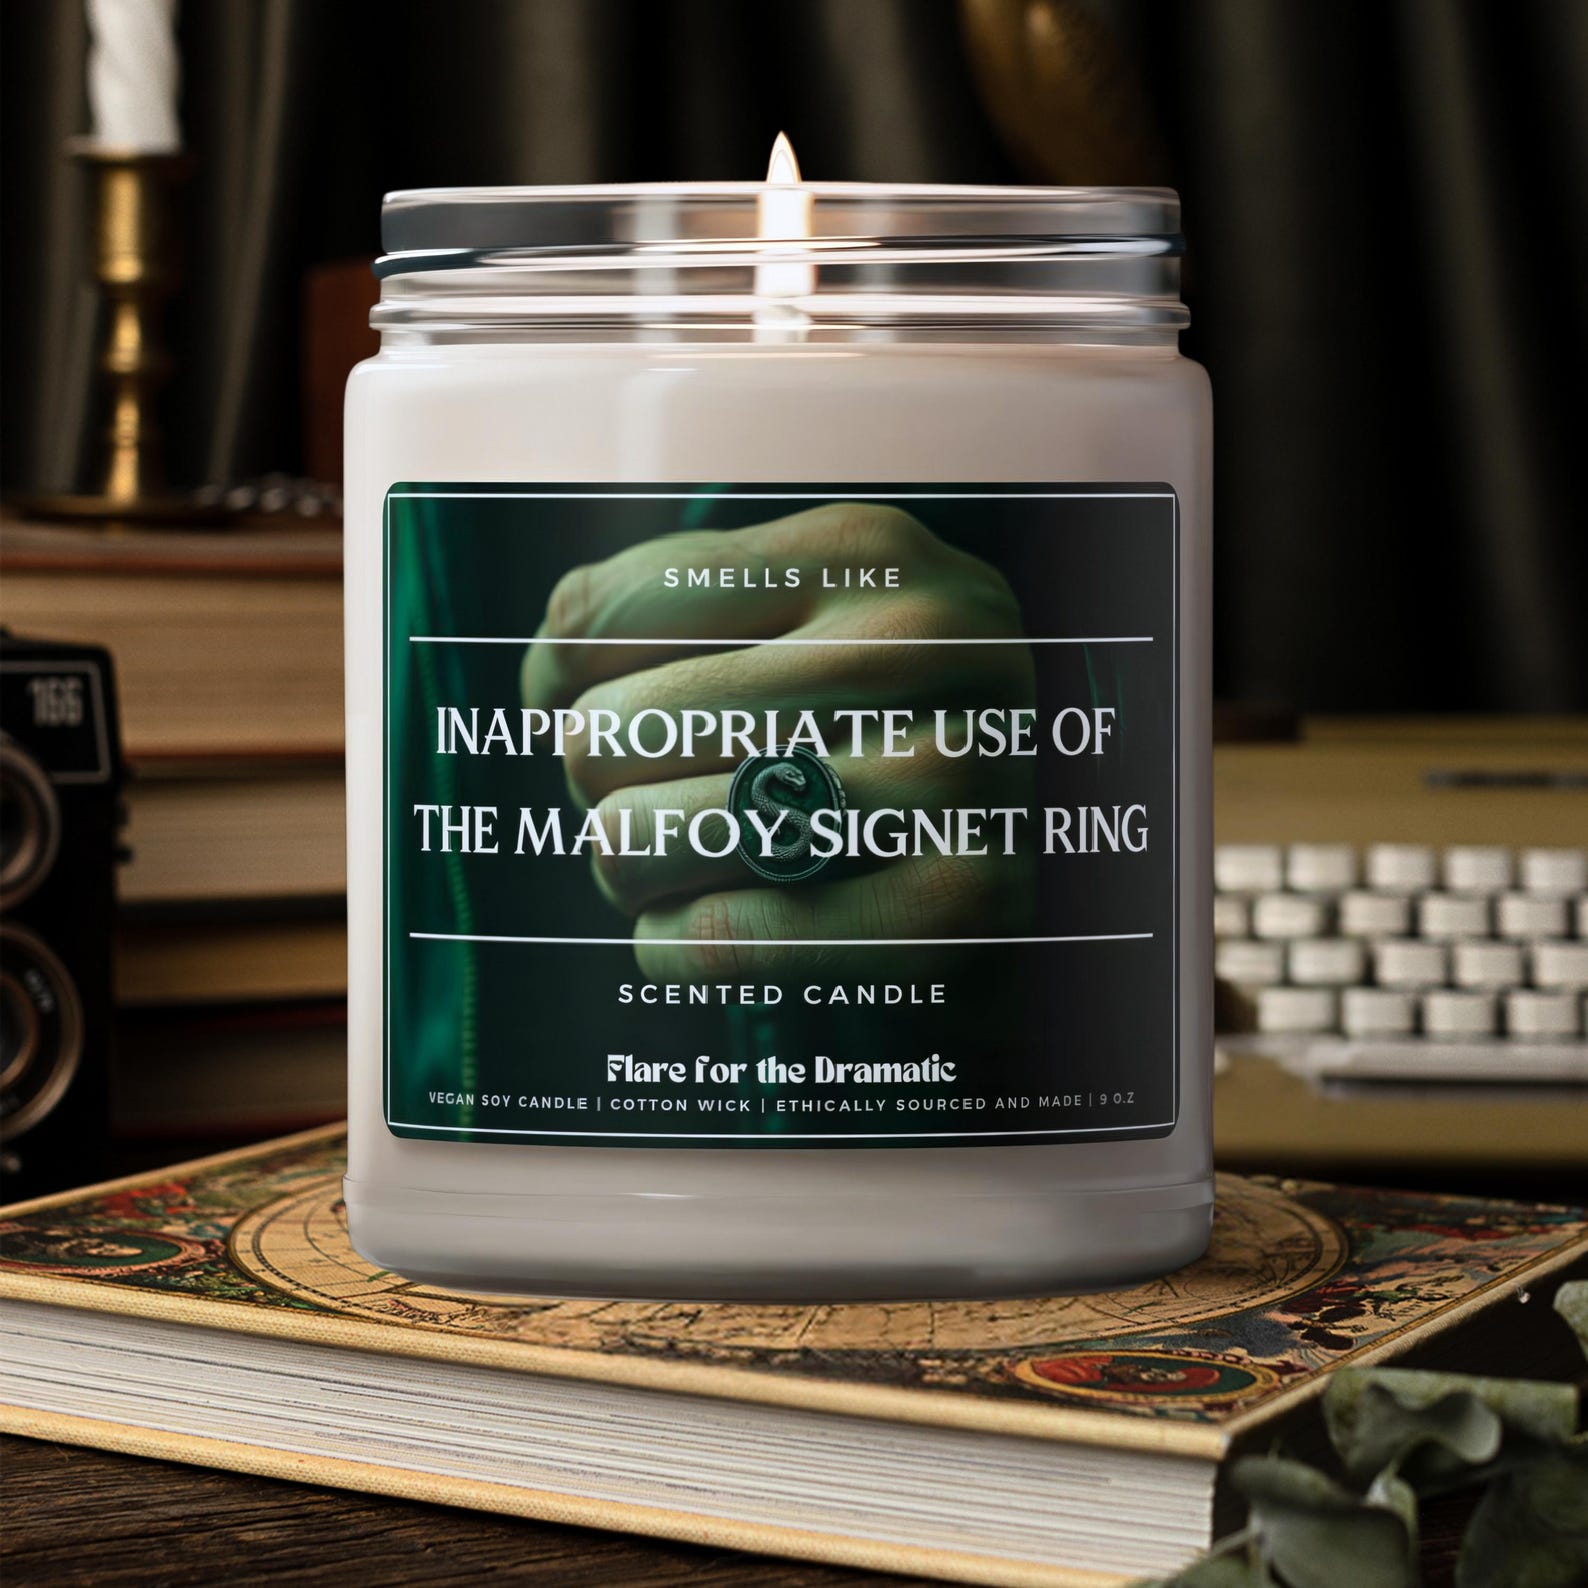 166
SMELLS LIKE
INAPPROPRIATE USE OF
THE MALFOY SIGNET RING
SCENTED CANDLE
Flare for the Dramatic
VEGAN SOY CANDLE | COTTON WICK | ETHICALLY SOURCED AND MADE | 9 O.Z